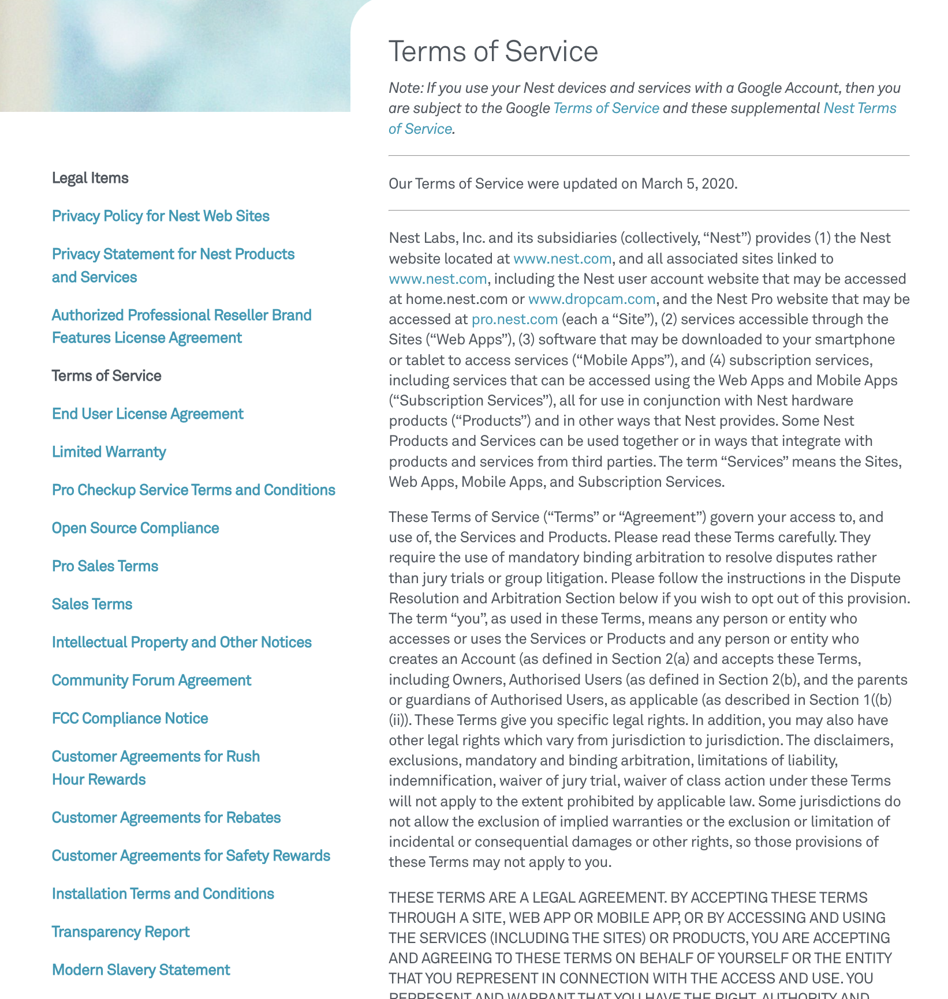 Terms of Service
Note: If you use your Nest devices and services with a Google Account, then you
are subject to the Google Terms of Service and these supplemental Nest Terms
of Service.
Our Terms of Service were updated on March 5, 2020.
Nest Labs, Inc. and its subsidiaries (collectively, “Nest”) provides (1) the Nest
website located at www.nest.com, and all associated sites linked to
www.nest.com, including the Nest user account website that may be accessed
at home.nest.com or www.dropcam.com, and the Nest Pro website that may be
accessed at pro.nest.com (each a “Site”), (2) services accessible through the
Sites (“Web Apps”), (3) software that may be downloaded to your smartphone
or tablet to access services (“Mobile Apps”), and (4) subscription services,
including services that can be accessed using the Web Apps and Mobile Apps
(“Subscription Services”), all for use in conjunction with Nest hardware
products (“Products”) and in other ways that Nest provides. Some Nest
Products and Services can be used together or in ways that integrate with
products and services from third parties. The term “Services” means the Sites,
Web Apps, Mobile Apps, and Subscription Services.
These Terms of Service (“Terms” or “Agreement”) govern your access to, and
use of, the Services and Products. Please read these Terms carefully. They
require the use of mandatory binding arbitration to resolve disputes rather
than jury trials or group litigation. Please follow the instructions in the Dispute
Resolution and Arbitration Section below if you wish to opt out of this provision.
The term “you”, as used in these Terms, means any person or entity who
accesses or uses the Services or Products and any person or entity who
creates an Account (as defined in Section 2(a) and accepts these Terms,
including Owners, Authorised Users (as defined in Section 2(b), and the parents
or guardians of Authorised Users, as applicable (as described in Section 1((b)
(ii)). These Terms give you specific legal rights. In addition, you may also have
other legal rights which vary from jurisdiction to jurisdiction. The disclaimers,
exclusions, mandatory and binding arbitration, limitations of liability,
indemnification, waiver of jury trial, waiver of class action under these Terms
will not apply to the extent prohibited by applicable law. Some jurisdictions do
not allow the exclusion of implied warranties or the exclusion or limitation of
incidental or consequential damages or other rights, so those provisions of
these Terms may not apply to you.
THESE TERMS ARE A LEGAL AGREEMENT. BY ACCEPTING THESE TERMS
THROUGH A SITE, WEB APP OR MOBILE APP, OR BY ACCESSING AND USING
THE SERVICES (INCLUDING THE SITES) OR PRODUCTS, YOU ARE ACCEPTING
AND AGREEING TO THESE TERMS ON BEHALF OF YOURSELF OR THE ENTITY
THAT YOU REPRESENT IN CONNECTION WITH THE ACCESS AND USE. YOU
REPRESENT AND WARRANT THAT YOU HAVE THE RIGHT, AUTHORITY AND
Legal Items
Privacy Policy for Nest Web Sites
Privacy Statement for Nest Products
and Services
Authorized Professional Reseller Brand
Features License Agreement
Terms of Service
End User License Agreement
Limited Warranty
Pro Checkup Service Terms and Conditions
Open Source Compliance
Pro Sales Terms
Sales Terms
Intellectual Property and Other Notices
Community Forum Agreement
FCC Compliance Notice
Customer Agreements for Rush
Hour Rewards
Customer Agreements for Rebates
Customer Agreements for Safety Rewards
Installation Terms and Conditions
Transparency Report
Modern Slavery Statement